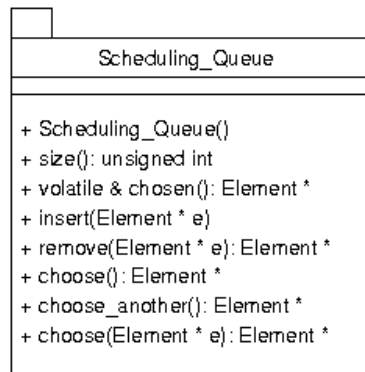 Scheduling_Queue
+ Scheduling_Queue()
+ size(): unsigned int
+ volatile & chosen(): Element *
+ insert(Element * e)
+ remove(Element * e): Element *
+ choose(): Element *
+ choose_another(): Element *
+ choose(Element * e): Element *